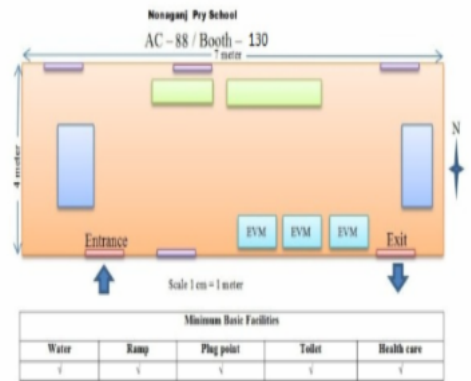 Nonaganj Pry School
AC – 88 / Booth – 130
7 meter
4 meter
N
EVM EVM EVM
Entrance Exit
Scale 1 cm = 1 meter
Minimum Basic Facilities
Water Ramp Plug point Toilet Health care
√ √ √ √ √